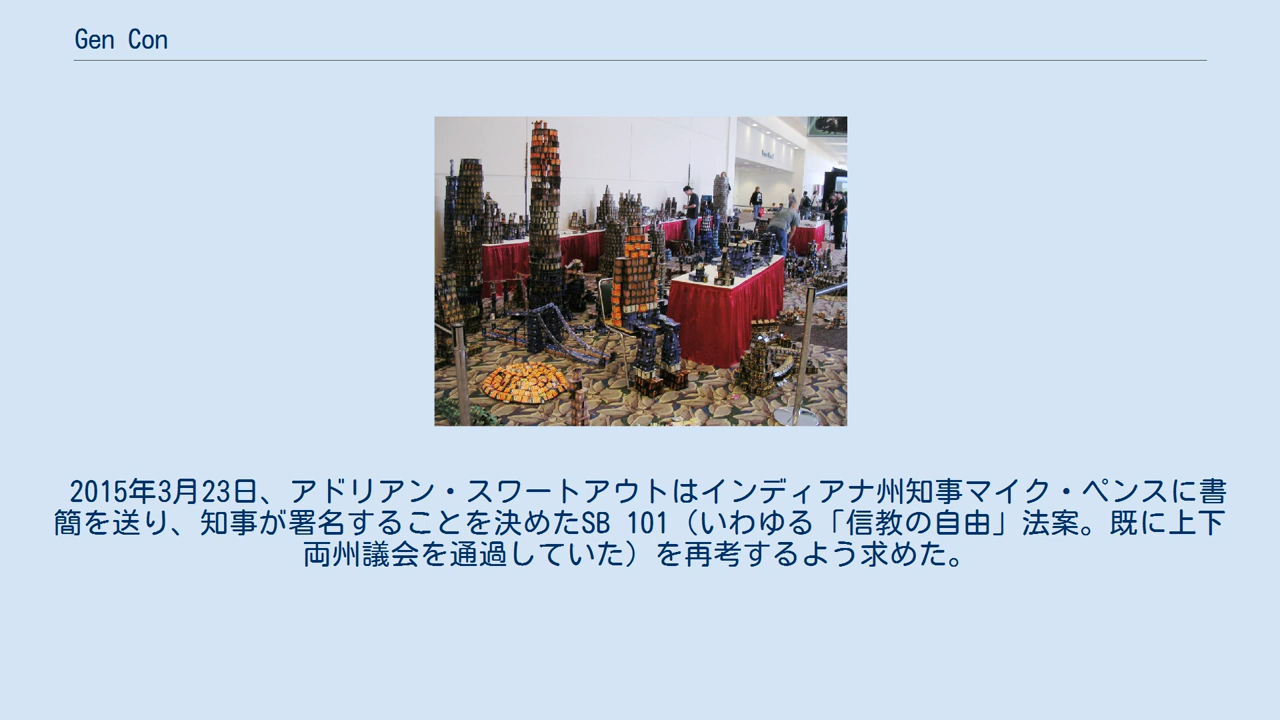 Gen Con
2015年3月23日、アドリアン・スワートアウトはインディアナ州知事マイク・ペンスに書
簡を送り、知事が署名することを決めたSB 101（いわゆる「信教の自由」法案。既に上下
両州議会を通過していた）を再考するよう求めた。